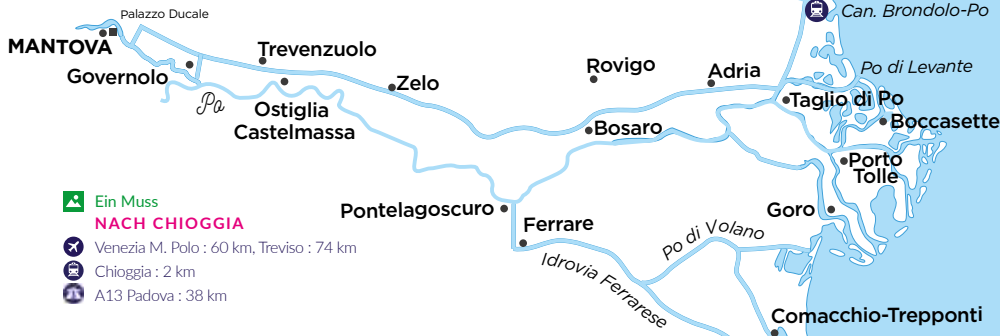 Palazzo Ducale
Can. Brondolo-Po
MANTOVA
Trevenzuolo
Governolo
Zelo
Rovigo
Adria
Po di Levante
Po
Ostiglia
Castelmassa
Taglio di Po
Boccasette
Bosaro
Porto
Tolle
Ein Muss
NACH CHIOGGIA
Pontelagoscuro
Goro
Ferrare
Po di Volano
Venezia M. Polo : 60 km, Treviso : 74 km
Chioggia : 2 km
Idrovia Ferrarese
A13 Padova : 38 km
Comacchio-Trepponti